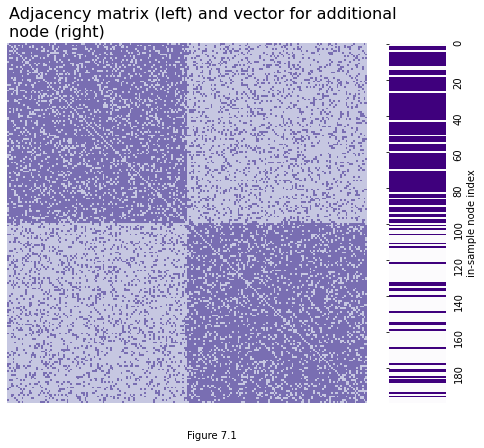 Adjacency matrix (left) and vector for additional
node (right)
0
20
40
60
80
100
120
140
160
180
in-sample node index
Figure 7.1